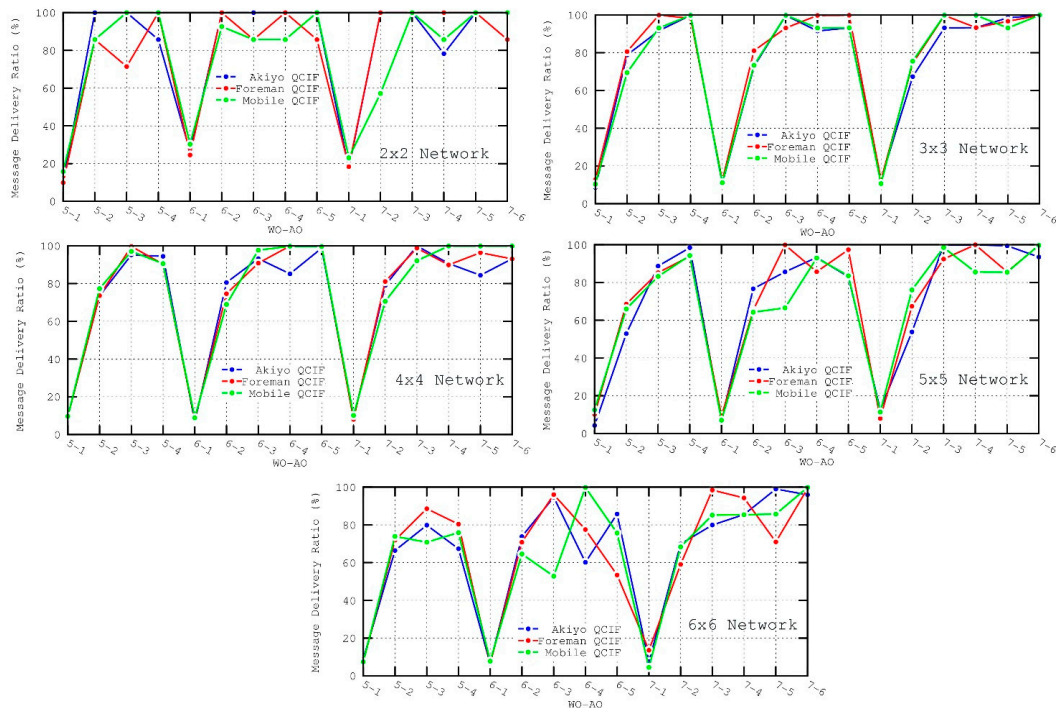 Message Delivery Ratio (%)
100
80
60
40
20
0
Akiyo QCIF
Foreman QCIF
Mobile QCIF
2x2 Network
5-1 5-2 5-3 5-4 6-1 6-2 6-3 6-4 6-5 7-1 7-2 7-3 7-4 7-5 7-6
WO-AO
Message Delivery Ratio (%)
100
80
60
40
20
0
Akiyo QCIF
Foreman QCIF
Mobile QCIF
3x3 Network
5-1 5-2 5-3 5-4 6-1 6-2 6-3 6-4 6-5 7-1 7-2 7-3 7-4 7-5 7-6
WO-AO
Message Delivery Ratio (%)
100
80
60
40
20
0
Akiyo QCIF
Foreman QCIF
Mobile QCIF
4x4 Network
5-1 5-2 5-3 5-4 6-1 6-2 6-3 6-4 6-5 7-1 7-2 7-3 7-4 7-5 7-6
WO-AO
Message Delivery Ratio (%)
100
80
60
40
20
0
Akiyo QCIF
Foreman QCIF
Mobile QCIF
5x5 Network
5-1 5-2 5-3 5-4 6-1 6-2 6-3 6-4 6-5 7-1 7-2 7-3 7-4 7-5 7-6
WO-AO
Message Delivery Ratio (%)
100
80
60
40
20
0
Akiyo QCIF
Foreman QCIF
Mobile QCIF
6x6 Network
5-1 5-2 5-3 5-4 6-1 6-2 6-3 6-4 6-5 7-1 7-2 7-3 7-4 7-5 7-6
WO-AO